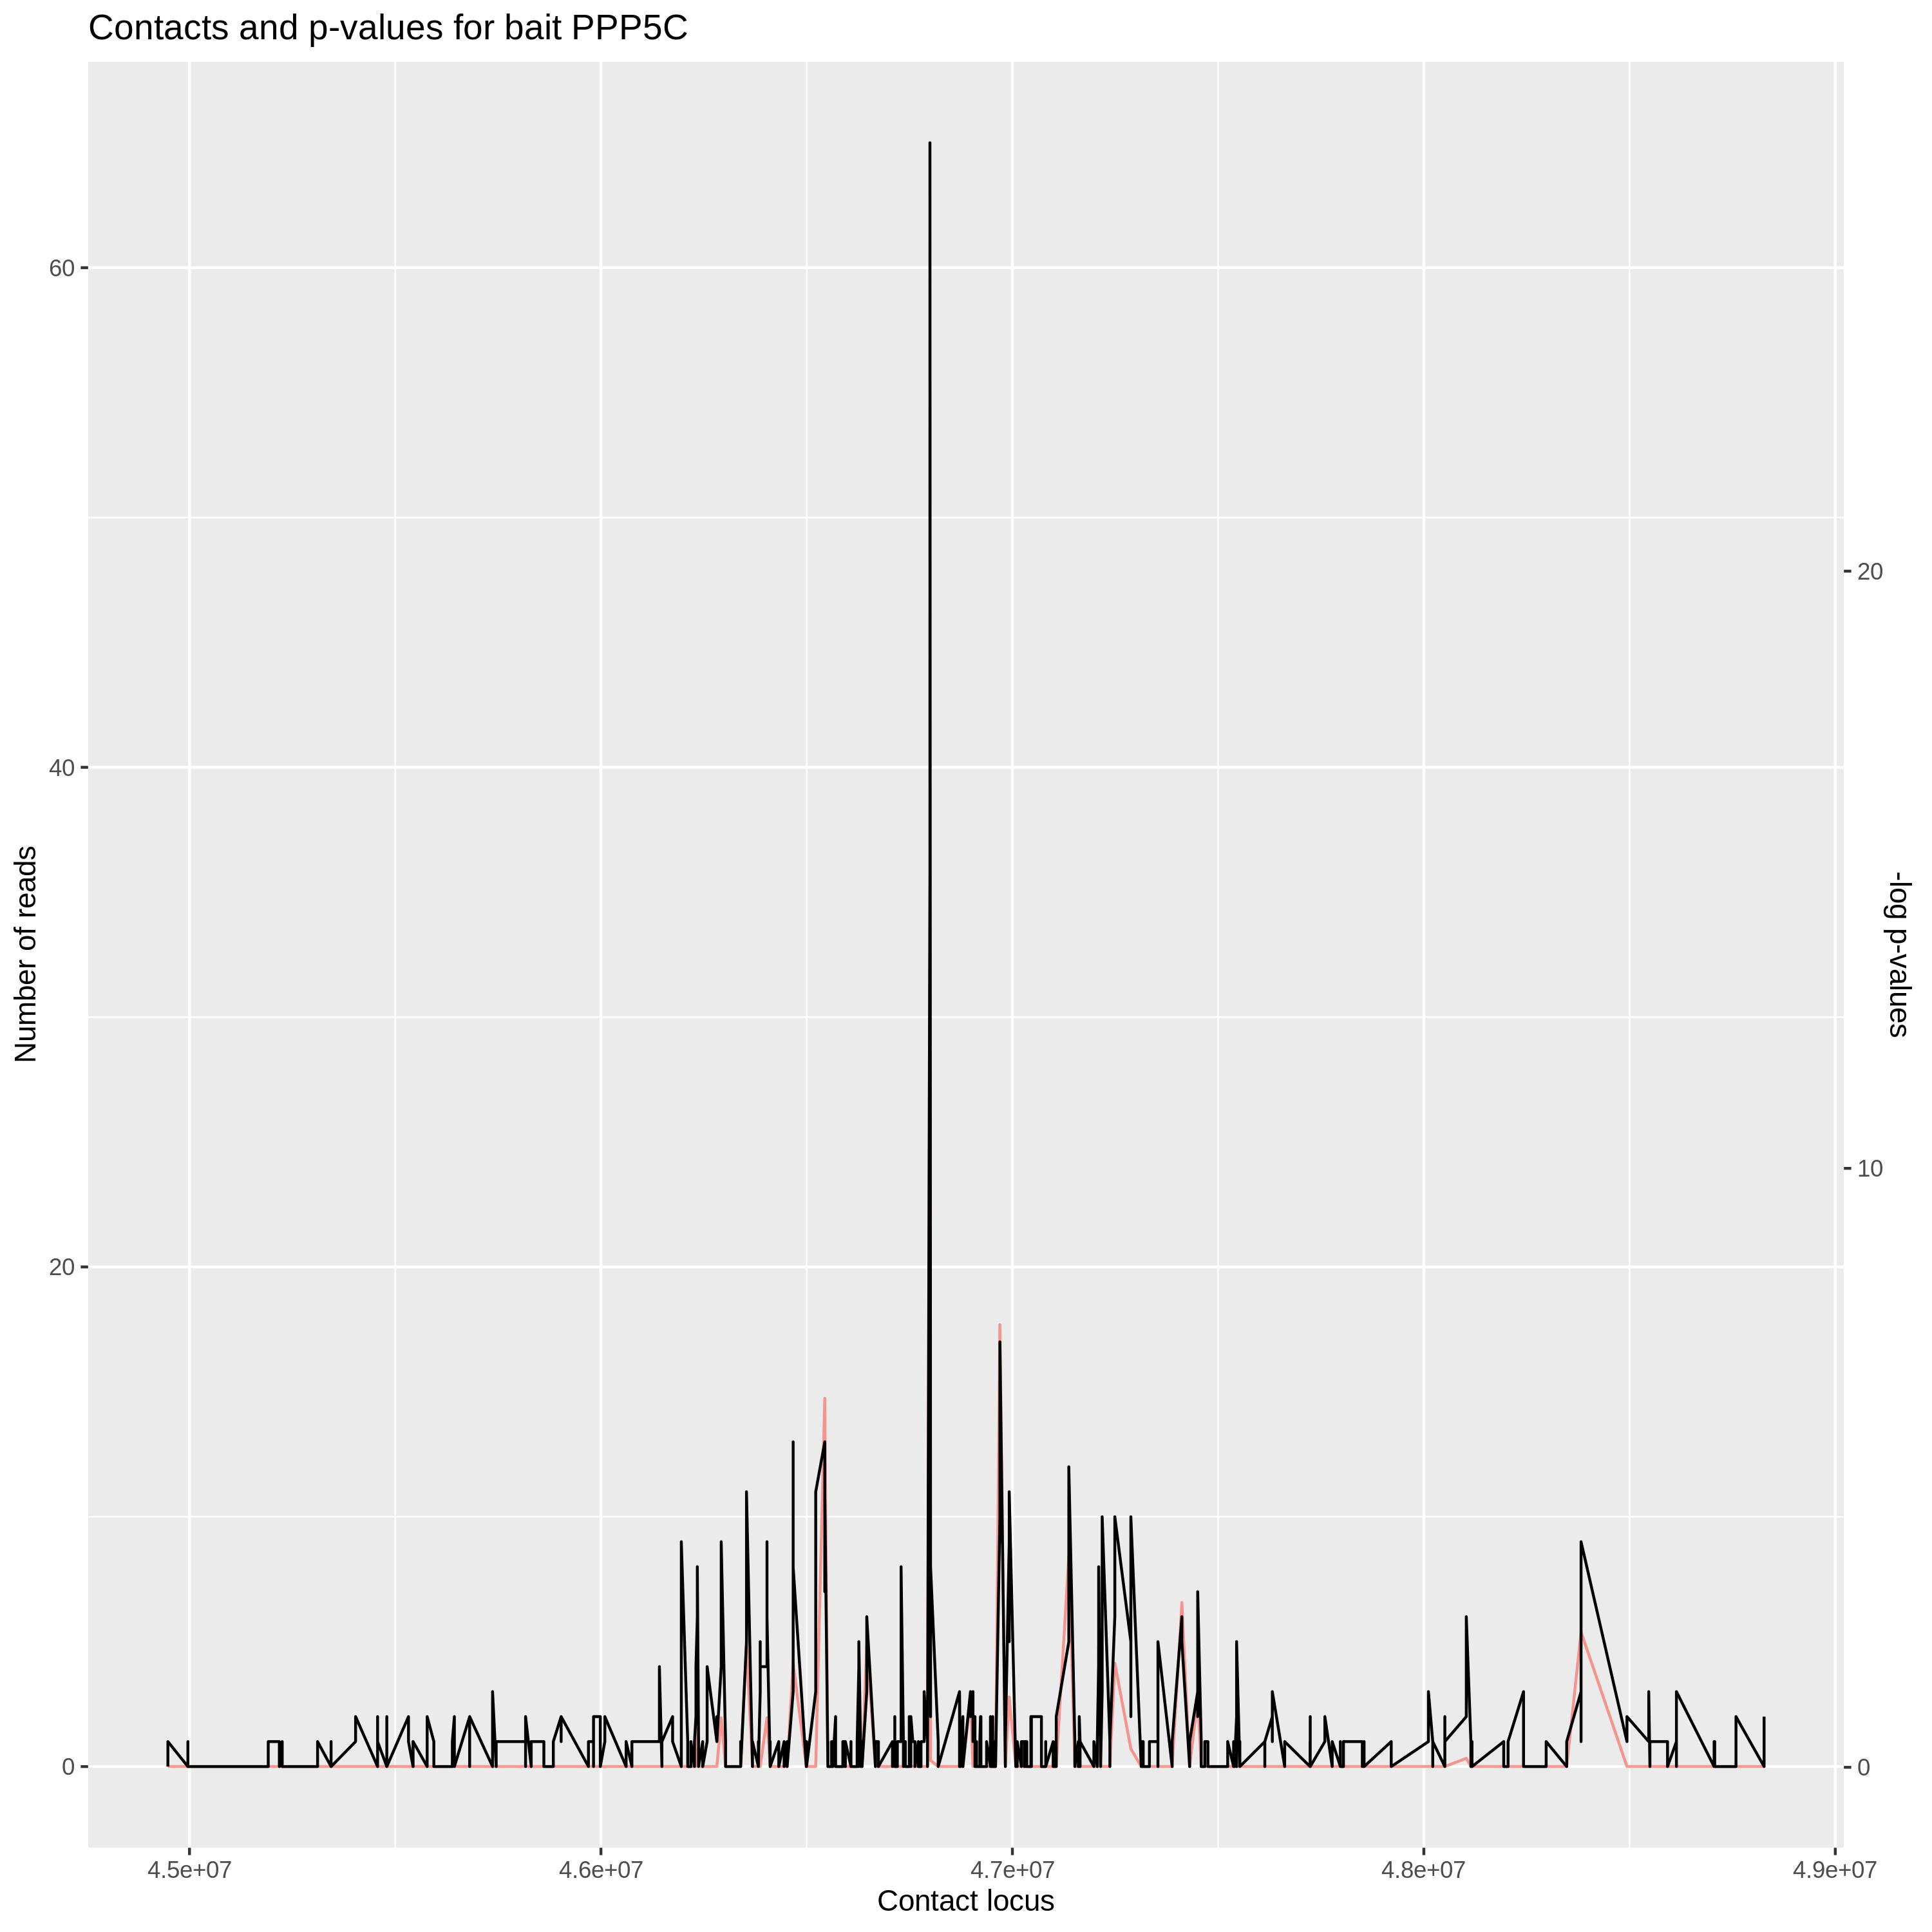 Contacts and p-values for bait PPP5C
60
40
20
0
Number of reads
20
10
0
-log p-values
4.5e+07
4.6e+07
4.7e+07
4.8e+07
4.9e+07
Contact locus